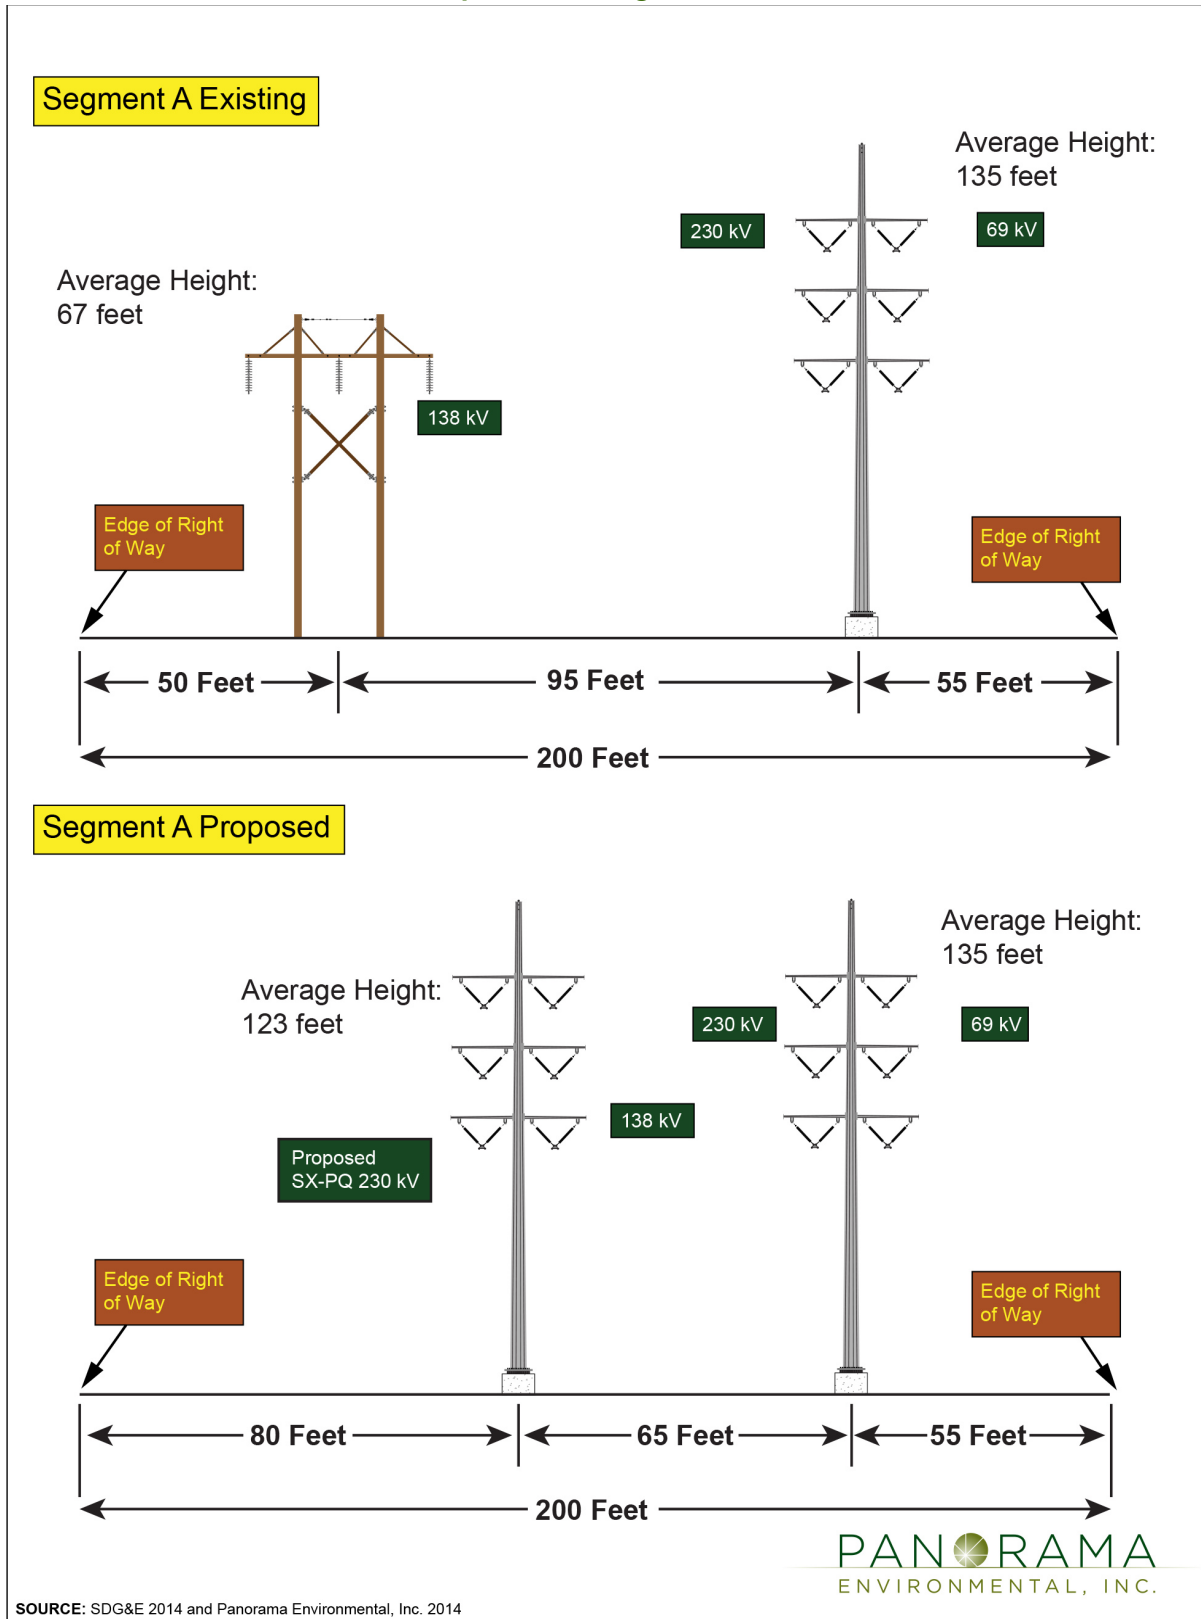 Segment A Existing
Average Height:
135 feet
230 kV
69 kV
Average Height:
67 feet
138 kV
Edge of Right
of Way
Edge of Right
of Way
50 Feet
95 Feet
55 Feet
200 Feet
Segment A Proposed
Average Height:
135 feet
Average Height:
123 feet
230 kV
69 kV
138 kV
Proposed
SX-PQ 230 kV
Edge of Right
of Way
Edge of Right
of Way
80 Feet
65 Feet
55 Feet
200 Feet
PANORAMA
ENVIRONMENTAL, INC.
SOURCE: SDG&E 2014 and Panorama Environmental, Inc. 2014